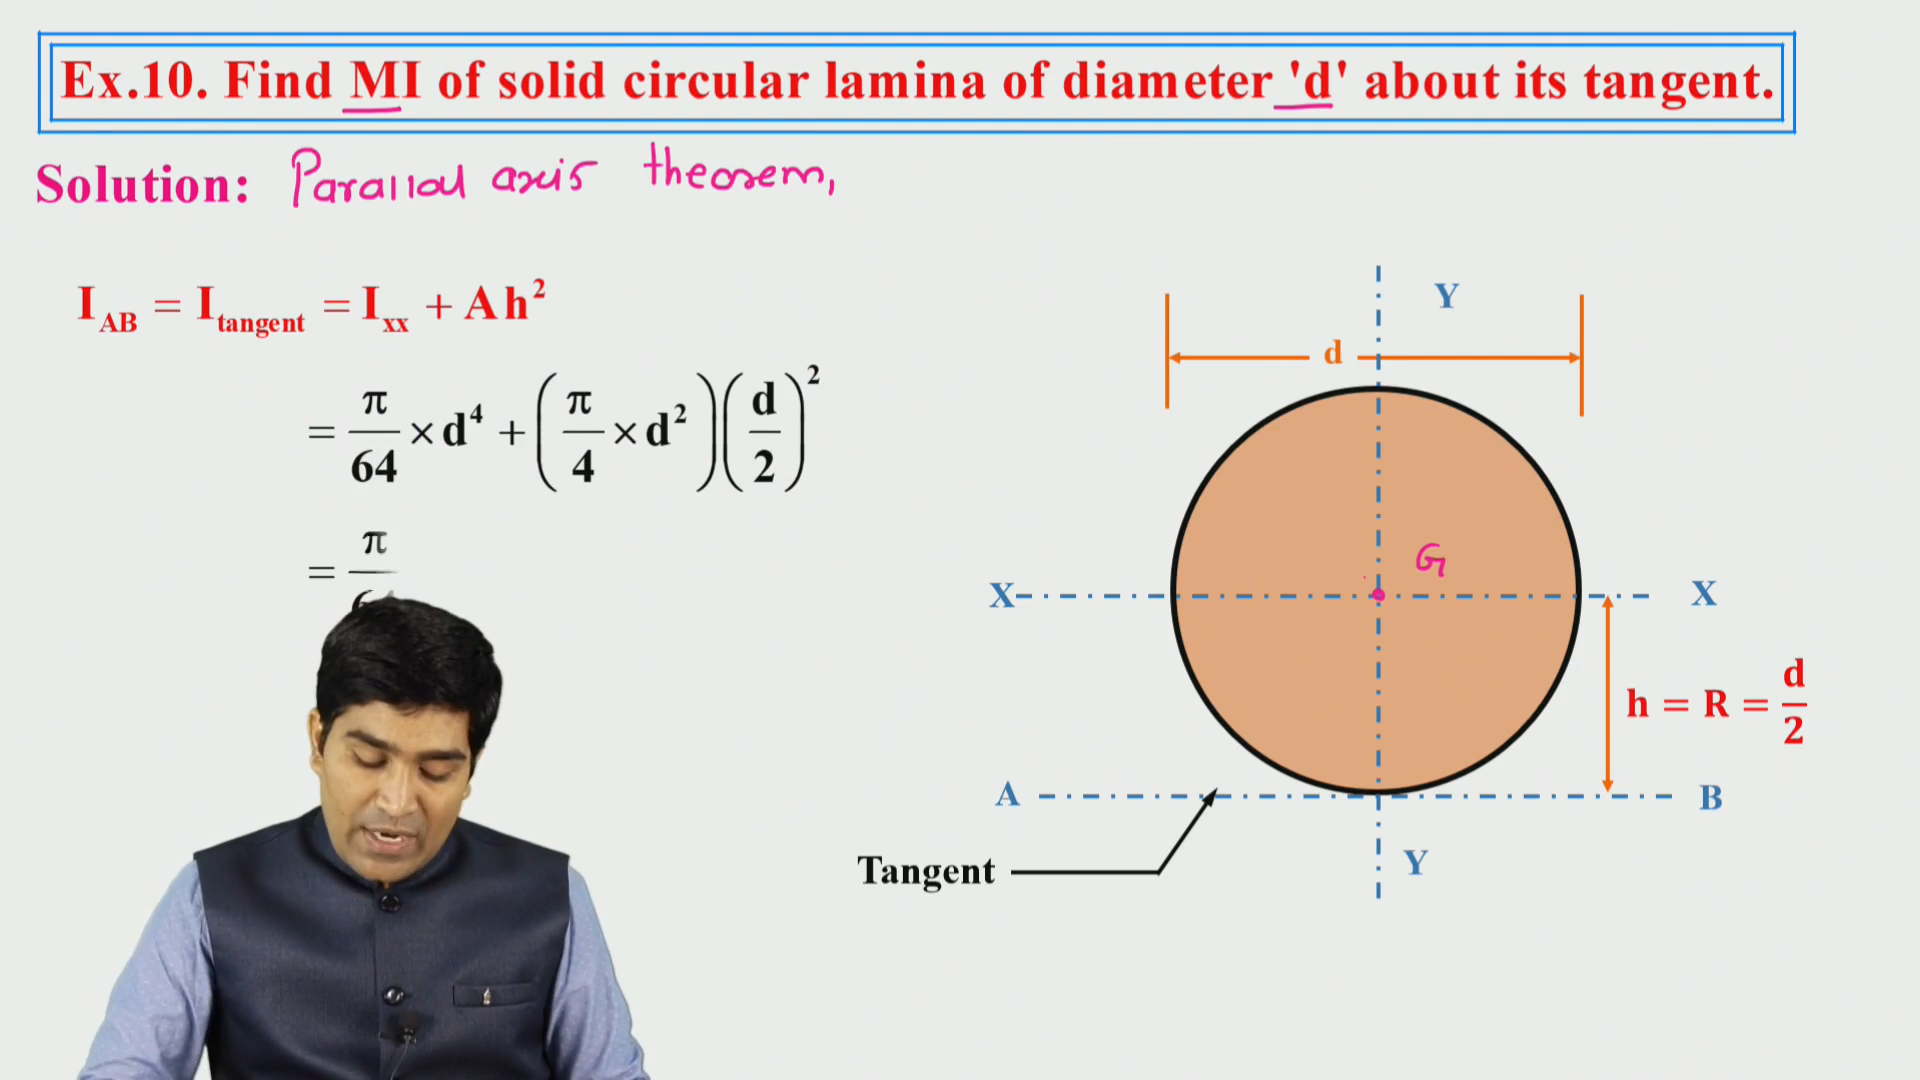 Ex.10. Find MI of solid circular lamina of diameter 'd' about its tangent.
Solution: Parallel axis theorem,
I_AB = I_tangent = I_xx + Ah²
= π/64 × d⁴ + (π/4 × d²)(d/2)²
= π
Y
d
G
X X
h = R = d/2
A B
Tangent
Y